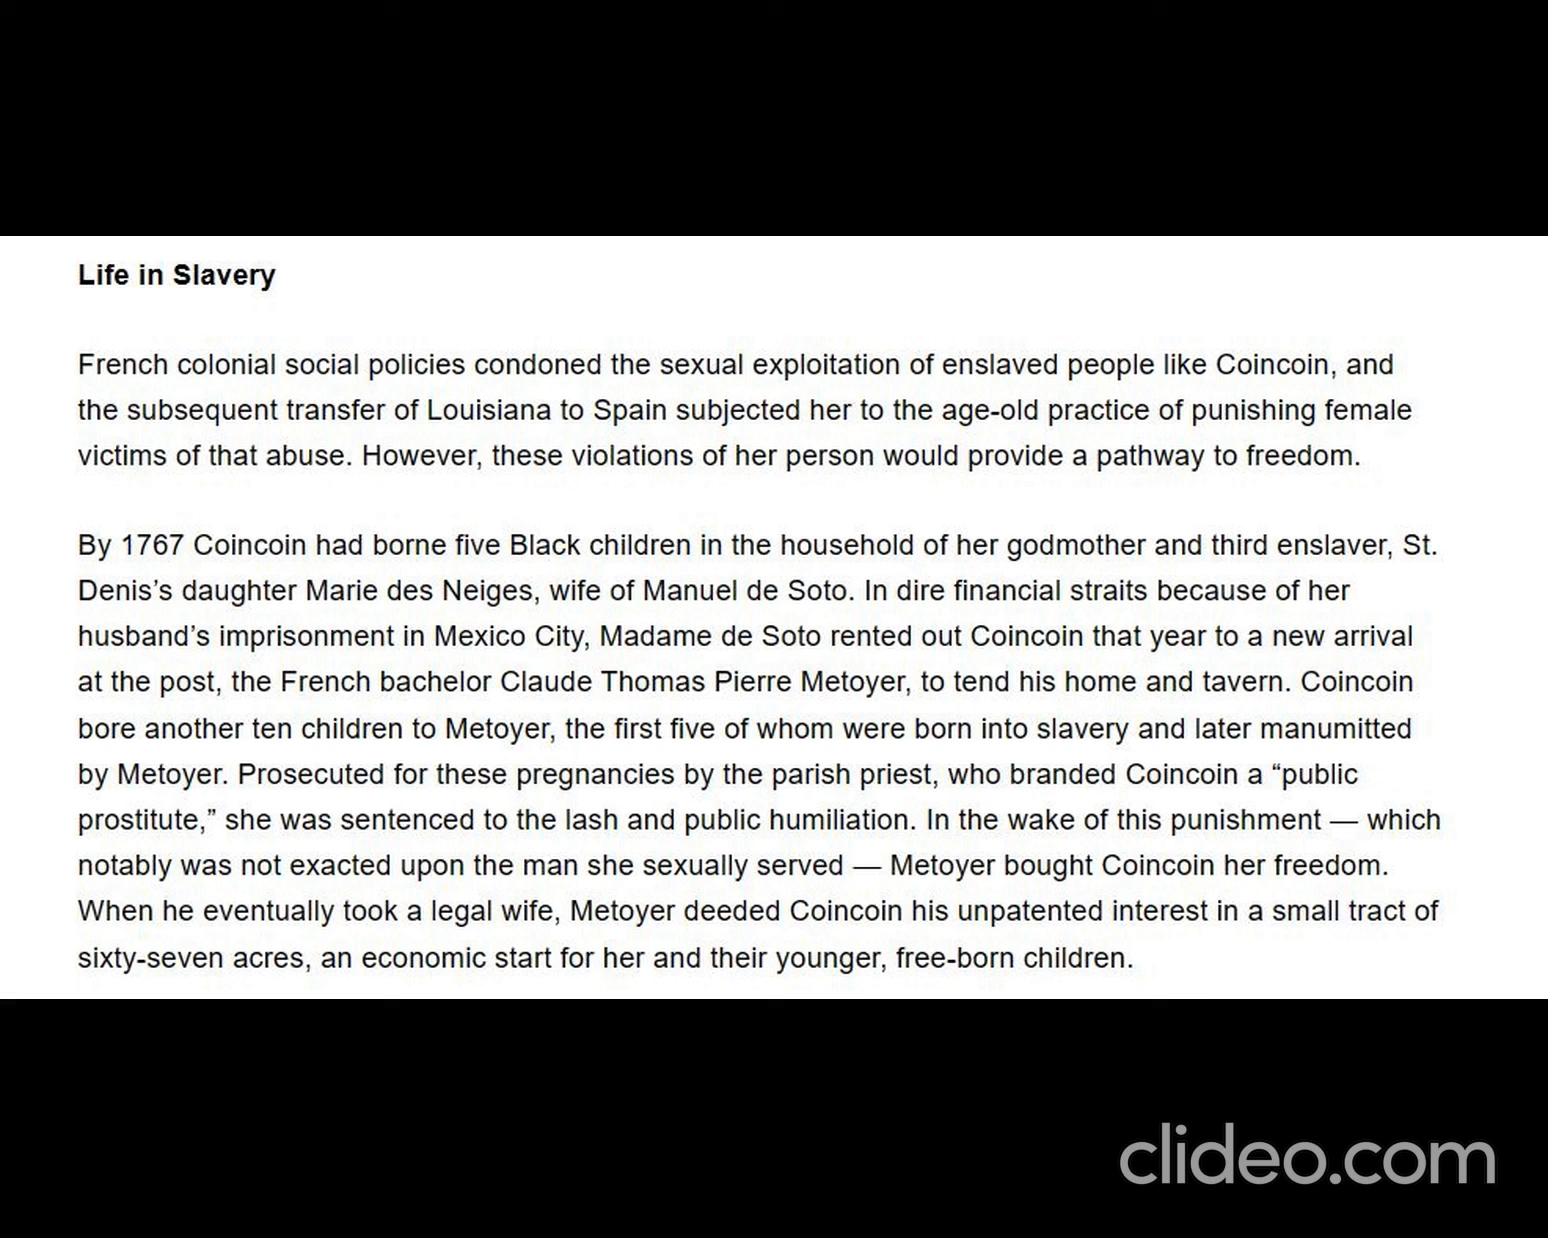 Life in Slavery
French colonial social policies condoned the sexual exploitation of enslaved people like Coincoin, and
the subsequent transfer of Louisiana to Spain subjected her to the age-old practice of punishing female
victims of that abuse. However, these violations of her person would provide a pathway to freedom.
By 1767 Coincoin had borne five Black children in the household of her godmother and third enslaver, St.
Denis’s daughter Marie des Neiges, wife of Manuel de Soto. In dire financial straits because of her
husband’s imprisonment in Mexico City, Madame de Soto rented out Coincoin that year to a new arrival
at the post, the French bachelor Claude Thomas Pierre Metoyer, to tend his home and tavern. Coincoin
bore another ten children to Metoyer, the first five of whom were born into slavery and later manumitted
by Metoyer. Prosecuted for these pregnancies by the parish priest, who branded Coincoin a “public
prostitute,” she was sentenced to the lash and public humiliation. In the wake of this punishment — which
notably was not exacted upon the man she sexually served — Metoyer bought Coincoin her freedom.
When he eventually took a legal wife, Metoyer deeded Coincoin his unpatented interest in a small tract of
sixty-seven acres, an economic start for her and their younger, free-born children.
clideo.com